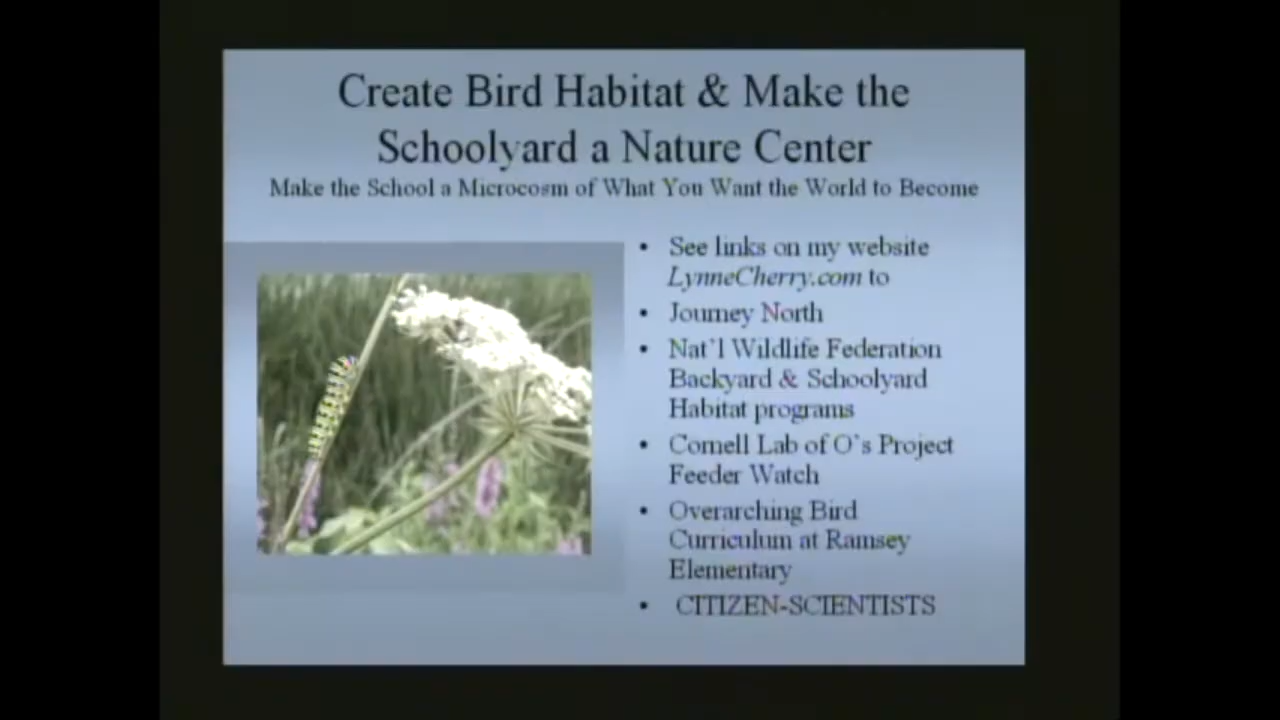 Create Bird Habitat & Make the
Schoolyard a Nature Center
Make the School a Microcosm of What You Want the World to Become
• See links on my website
LynneCherry.com to
• Journey North
• Nat'l Wildlife Federation
Backyard & Schoolyard
Habitat programs
• Cornell Lab of O's Project
Feeder Watch
• Overarching Bird
Curriculum at Ramsey
Elementary
• CITIZEN-SCIENTISTS